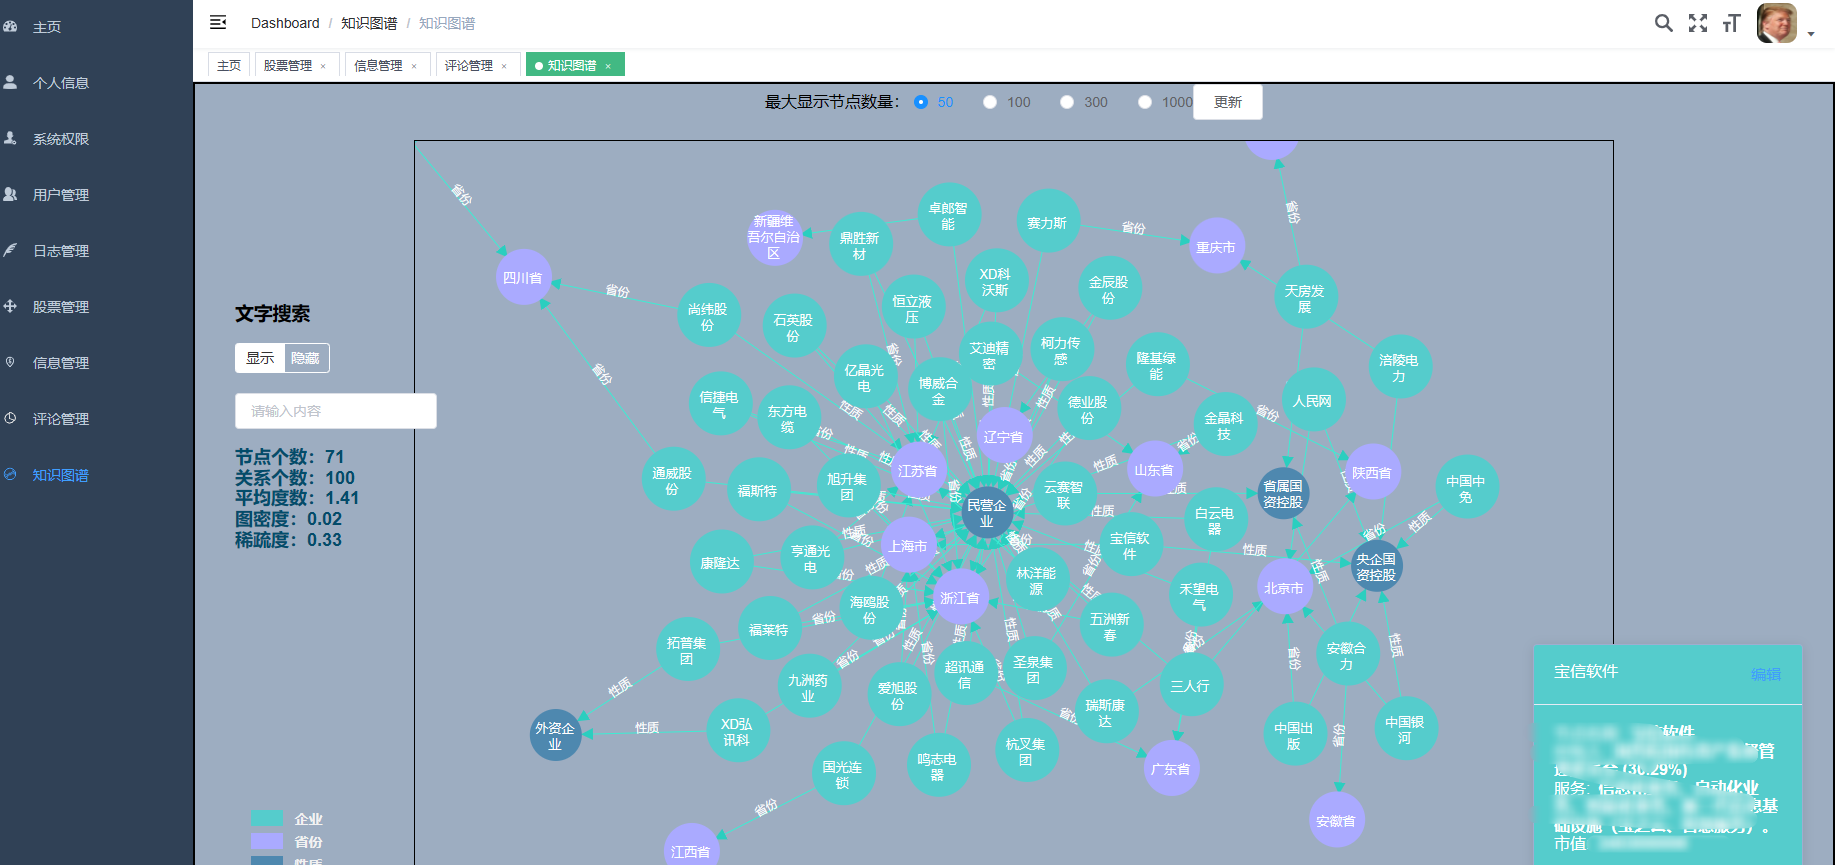 主页
个人信息
系统权限
用户管理
日志管理
股票管理
信息管理
评论管理
知识图谱
Dashboard / 知识图谱 / 知识图谱
主页
股票管理 ×
信息管理 ×
评论管理 ×
知识图谱 ×
最大显示节点数量：
50
100
300
1000
更新
文字搜索
显示
隐藏
请输入内容
节点个数：71
关系个数：100
平均度数：1.41
图密度：0.02
稀疏度：0.33
企业
省份
性质
省份
四川省
省份
省份
新疆维
吾尔自治
区
鼎胜新
材
卓郎智
能
赛力斯
省份
重庆市
省份
天房发
展
尚纬股
份
石英股
份
恒立液
压
XD科
沃斯
金辰股
份
亿晶光
电
博威合
金
艾迪精
密
柯力传
感
隆基绿
能
涪陵电
力
信捷电
气
东方电
缆
德业股
份
金晶科
技
人民网
辽宁省
江苏省
山东省
陕西省
通威股
份
福斯特
旭升集
团
民营企
业
云赛智
联
白云电
器
省属国
资控股
中国中
免
康隆达
亨通光
电
上海市
宝信软
件
央企国
资控股
林洋能
源
禾望电
气
北京市
浙江省
海鸥股
份
福莱特
五洲新
春
拓普集
团
安徽合
力
九洲药
业
爱旭股
份
超讯通
信
圣泉集
团
三人行
瑞斯康
达
外资企
业
性质
性质
XD弘
讯科
国光连
锁
鸣志电
器
杭叉集
团
广东省
中国出
版
中国银
河
省份
江西省
安徽省
宝信软件
编辑
软件
管
(36.29%)
服务:
自动化业
息基
市值: